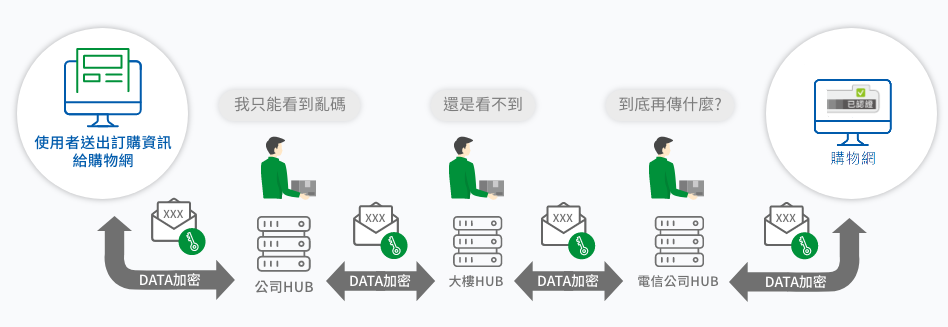 我只能看到亂碼
還是看不到
到底再傳什麼?
已認證
使用者送出訂購資訊
給購物網
購物網
XXX
XXX
XXX
XXX
DATA加密
DATA加密
DATA加密
DATA加密
公司HUB
大樓HUB
電信公司HUB